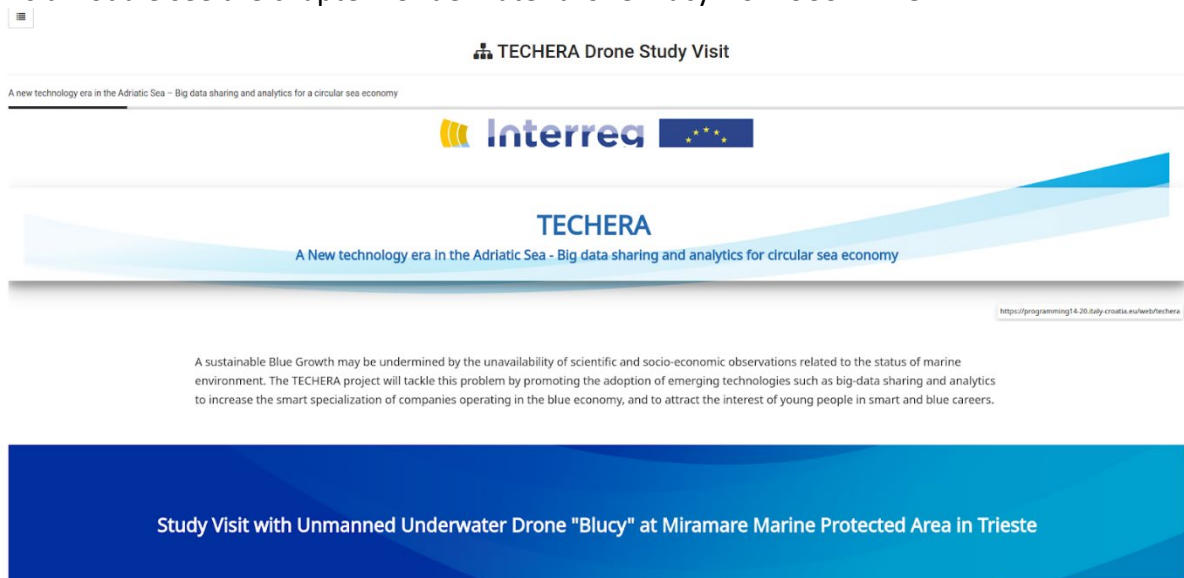 TECHERA Drone Study Visit
A new technology era in the Adriatic Sea – Big data sharing and analytics for a circular sea economy
Interreg
TECHERA
A New technology era in the Adriatic Sea - Big data sharing and analytics for circular sea economy
https://programming14-20.italy-croatia.eu/web/techera
A sustainable Blue Growth may be undermined by the unavailability of scientific and socio-economic observations related to the status of marine
environment. The TECHERA project will tackle this problem by promoting the adoption of emerging technologies such as big-data sharing and analytics
to increase the smart specialization of companies operating in the blue economy, and to attract the interest of young people in smart and blue careers.
Study Visit with Unmanned Underwater Drone "Blucy" at Miramare Marine Protected Area in Trieste